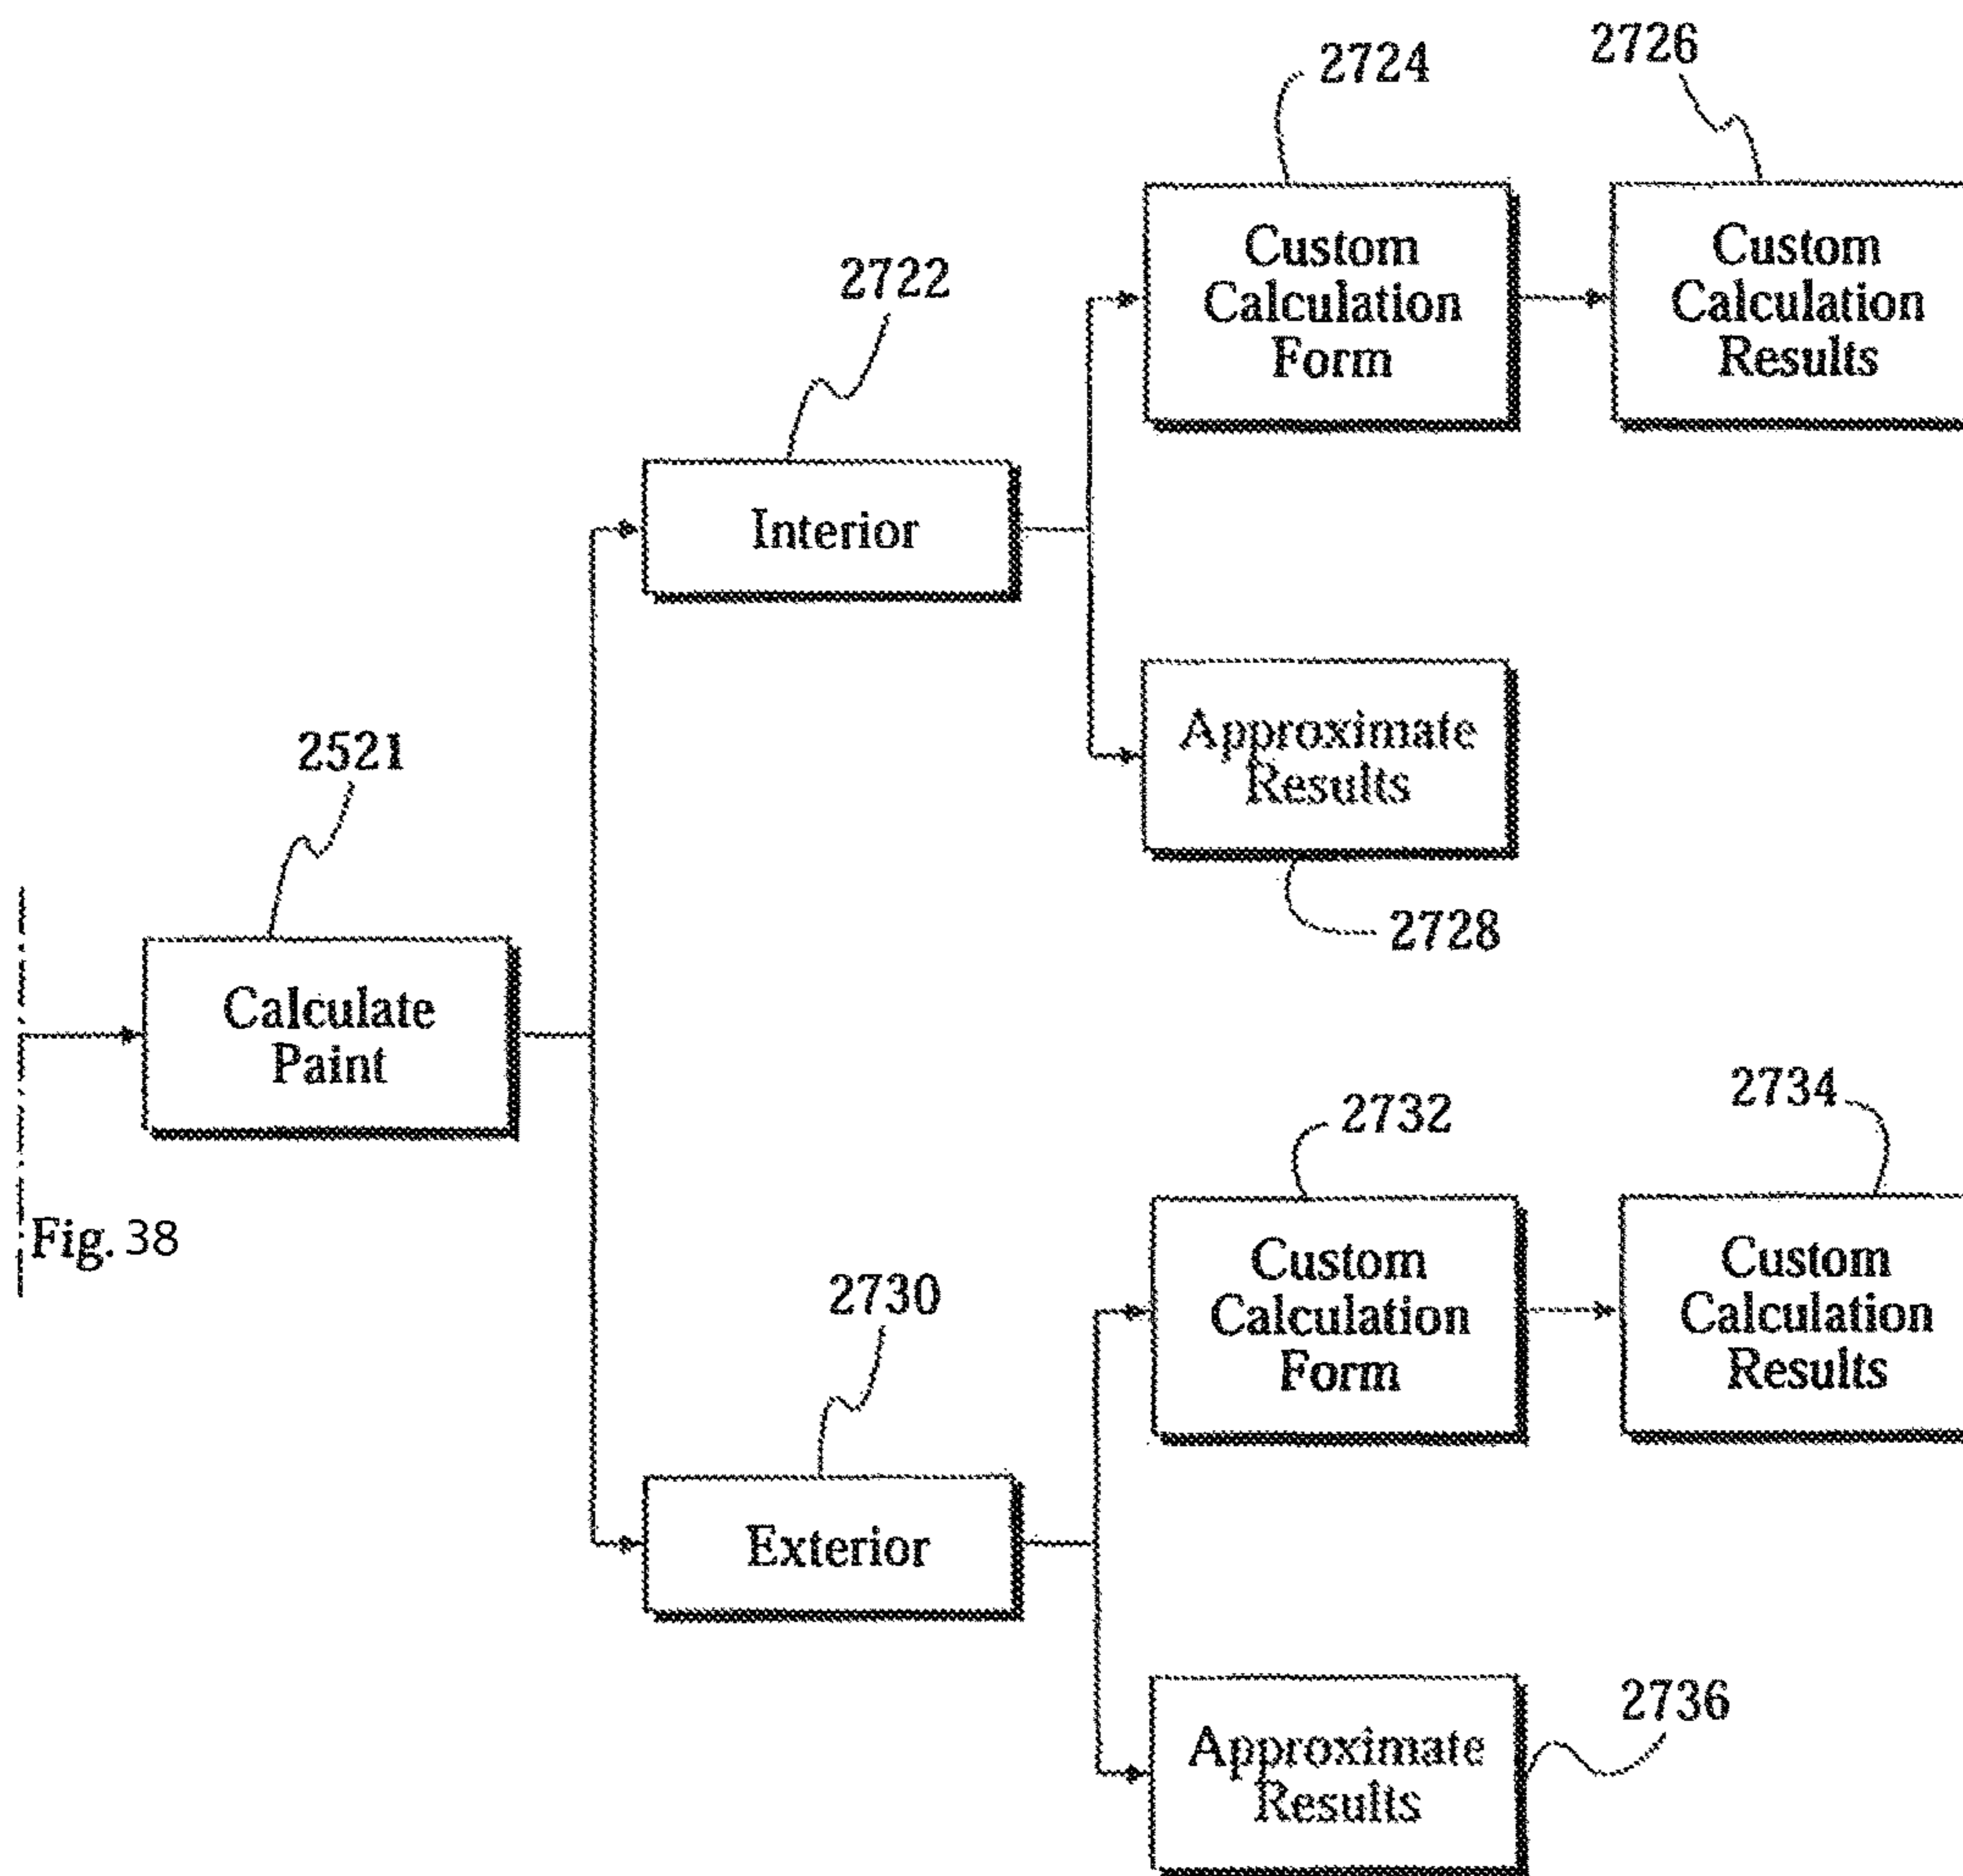 2724
2726
Custom
Calculation
Form
Custom
Calculation
Results
2722
Interior
Approximate
Results
2728
2521
Calculate
Paint
Fig. 38
2732
2734
Custom
Calculation
Form
Custom
Calculation
Results
2730
Exterior
2736
Approximate
Results